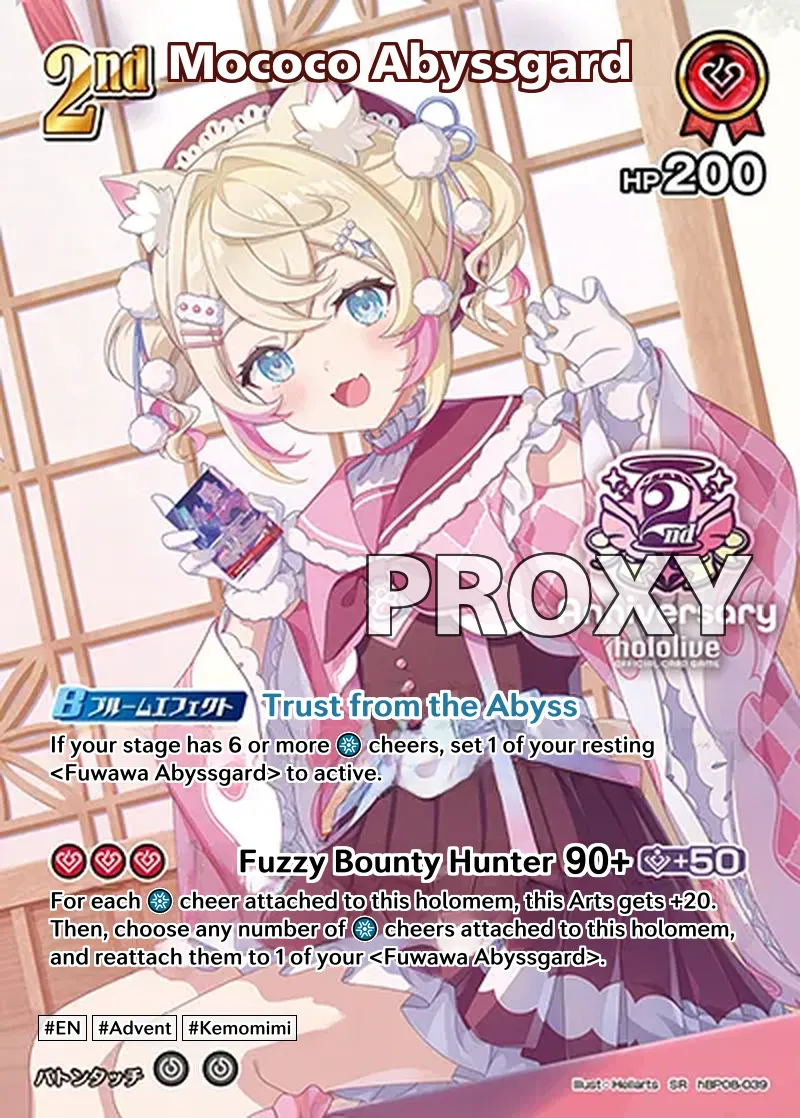 2nd Mococo Abyssgard
HP 200
2nd
Anniversary
hololive
OFFICIAL CARD GAME
PROXY
B ブルームエフェクト Trust from the Abyss
If your stage has 6 or more cheers, set 1 of your resting
<Fuwawa Abyssgard> to active.
Fuzzy Bounty Hunter 90+ +50
For each cheer attached to this holomem, this Arts gets +20.
Then, choose any number of cheers attached to this holomem,
and reattach them to 1 of your <Fuwawa Abyssgard>.
#EN #Advent #Kemomimi
バトンタッチ
Illust: Hellarts SR hBP08-039